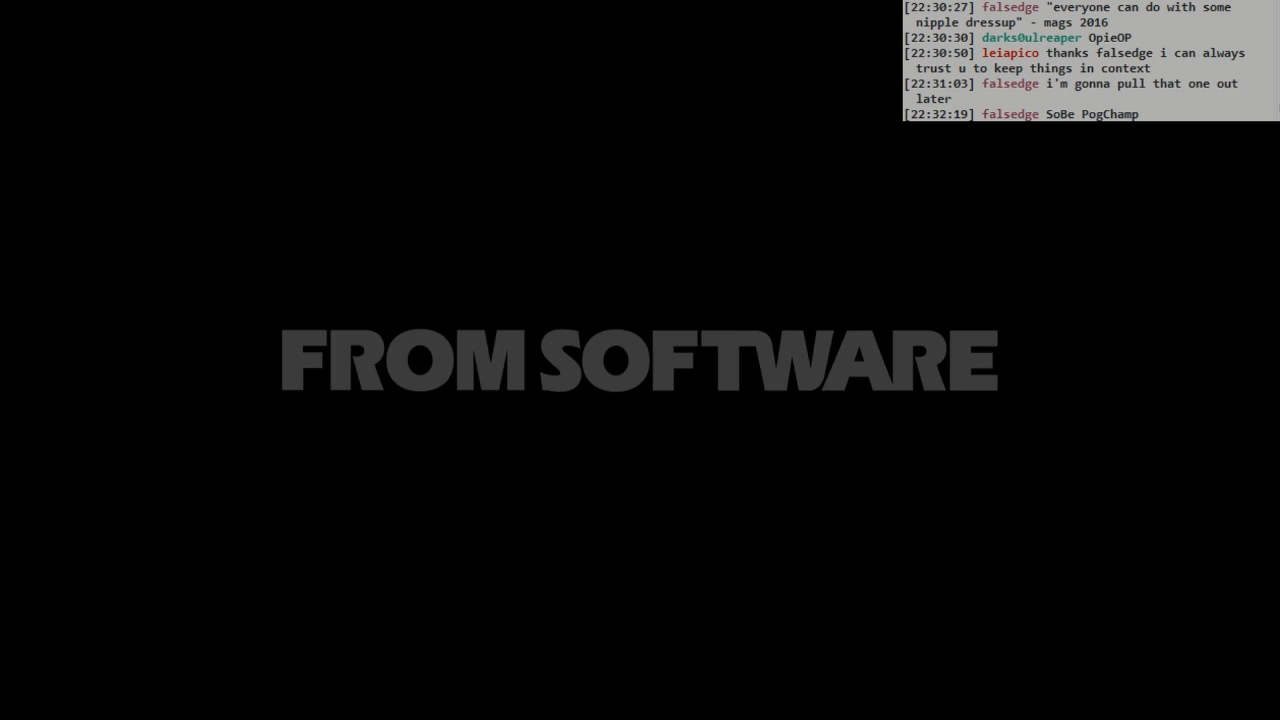 [22:30:27] falsedge "everyone can do with some
nipple dressup" - mags 2016
[22:30:30] darks0ulreaper OpieOP
[22:30:50] leiapico thanks falsedge i can always
trust u to keep things in context
[22:31:03] falsedge i'm gonna pull that one out
later
[22:32:19] falsedge SoBe PogChamp
FROM SOFTWARE